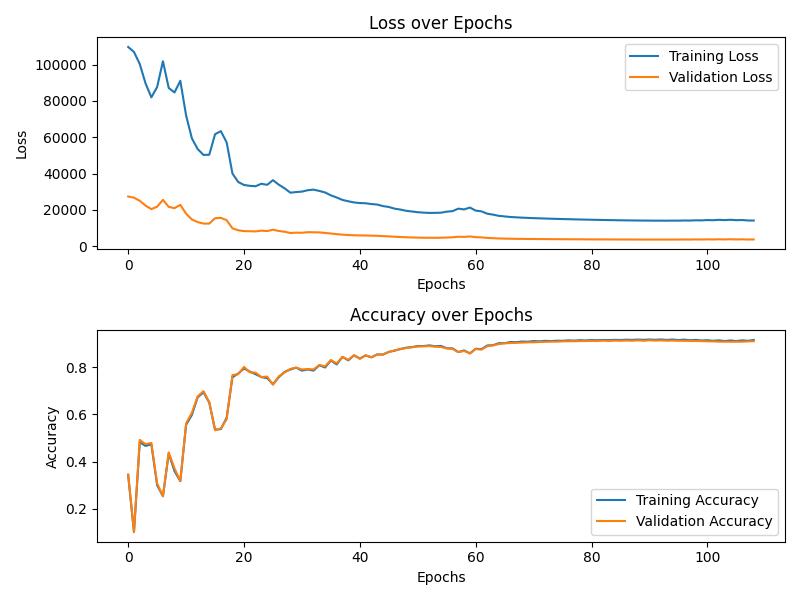 Loss over Epochs
Training Loss
Validation Loss
100000
80000
60000
40000
20000
0
Loss
0 20 40 60 80 100
Epochs
Accuracy over Epochs
0.8
0.6
0.4
0.2
Accuracy
Training Accuracy
Validation Accuracy
0 20 40 60 80 100
Epochs